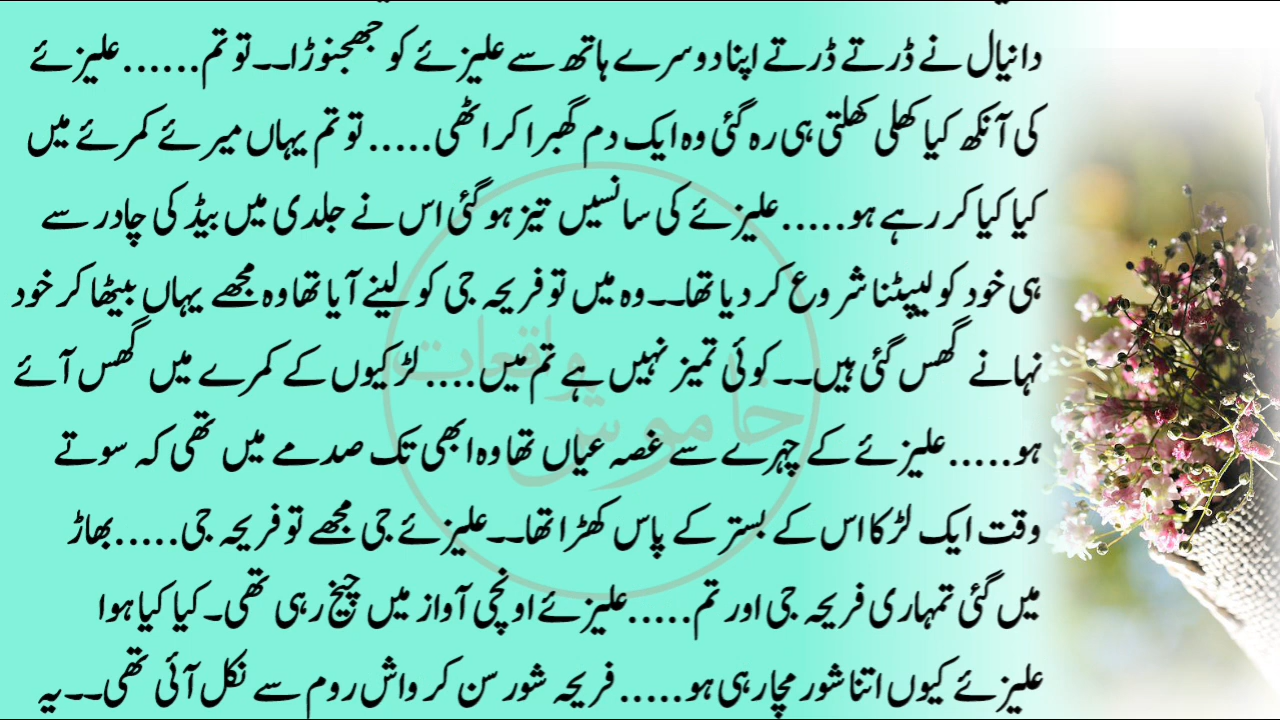 دانیال نے ڈرتے ڈرتے اپنا دوسرے ہاتھ سے علیزئے کو جھجنوڑا۔۔تو تم......علیزئے
کی آنکھ کیا کھلی کھلتی ہی رہ گئی وہ ایک دم گھبرا کر اٹھی.....تو تم یہاں میرئے کمرئے میں
کیا کیا کر رہے ہو.....علیزئے کی سانسیں تیز ہو گئی اس نے جلدی میں بیڈ کی چادر سے
ہی خود کو لیپٹنا شروع کر دیا تھا۔۔وہ میں تو فریحہ جی کو لینے آیا تھا وہ مجھے یہاں بیٹھا کر خود
نہانے گھس گئی ہیں۔۔کوئی تمیز نہیں ہے تم میں....لڑکیوں کے کمرے میں گھس آئے
ہو.....علیزئے کے چہرے سے غصہ عیاں تھا وہ ابھی تک صدمے میں تھی کہ سوتے
وقت ایک لڑکا اس کے بستر کے پاس کھڑا تھا۔۔علیزئے جی مجھے تو فریحہ جی.....بھاڑ
میں گئی تمہاری فریحہ جی اور تم.....علیزئے اونچی آواز میں چیخ رہی تھی۔کیا کیا ہوا
علیزئے کیوں اتنا شور مچا رہی ہو.....فریحہ شور سن کر واش روم سے نکل آئی تھی۔۔یہ
خاموش واقعات